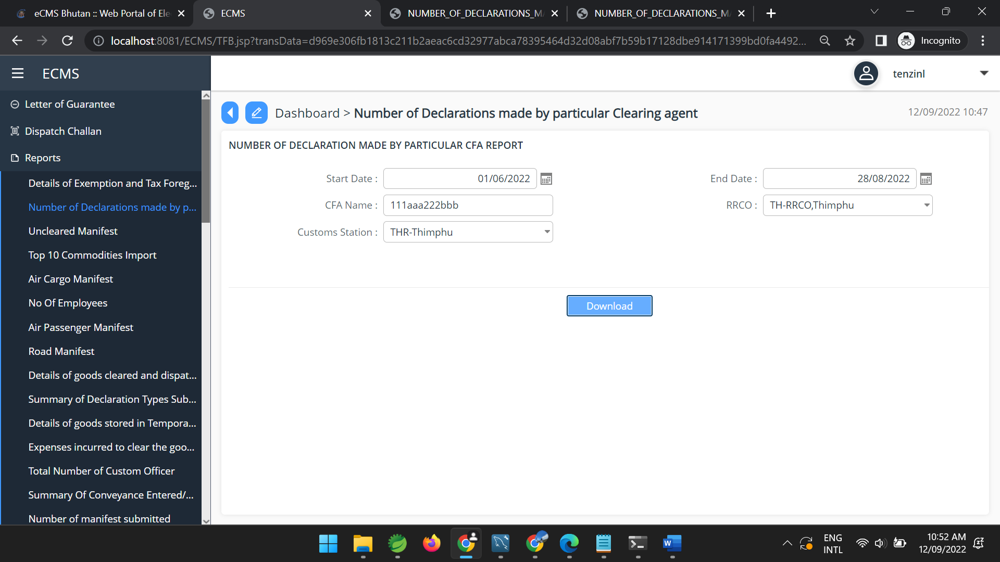 eCMS Bhutan :: Web Portal of Ele
ECMS
NUMBER_OF_DECLARATIONS_M
NUMBER_OF_DECLARATIONS_M
localhost:8081/ECMS/TFB.jsp?transData=d969e306fb1813c211b2aeac6cd32977abca78395464d32d08abf7b59b17128dbe914171399bd0fa4492...
Incognito
ECMS
tenzinl
Letter of Guarantee
Dispatch Challan
Reports
Details of Exemption and Tax Foreg...
Number of Declarations made by p...
Uncleared Manifest
Top 10 Commodities Import
Air Cargo Manifest
No Of Employees
Air Passenger Manifest
Road Manifest
Details of goods cleared and dispat...
Summary of Declaration Types Sub...
Details of goods stored in Tempora...
Expenses incurred to clear the goo...
Total Number of Custom Officer
Summary Of Conveyance Entered/...
Number of manifest submitted
Dashboard > Number of Declarations made by particular Clearing agent
12/09/2022 10:47
NUMBER OF DECLARATION MADE BY PARTICULAR CFA REPORT
Start Date : 01/06/2022
End Date : 28/08/2022
CFA Name : 111aaa222bbb
RRCO : TH-RRCO,Thimphu
Customs Station : THR-Thimphu
Download
ENG
INTL
10:52 AM
12/09/2022